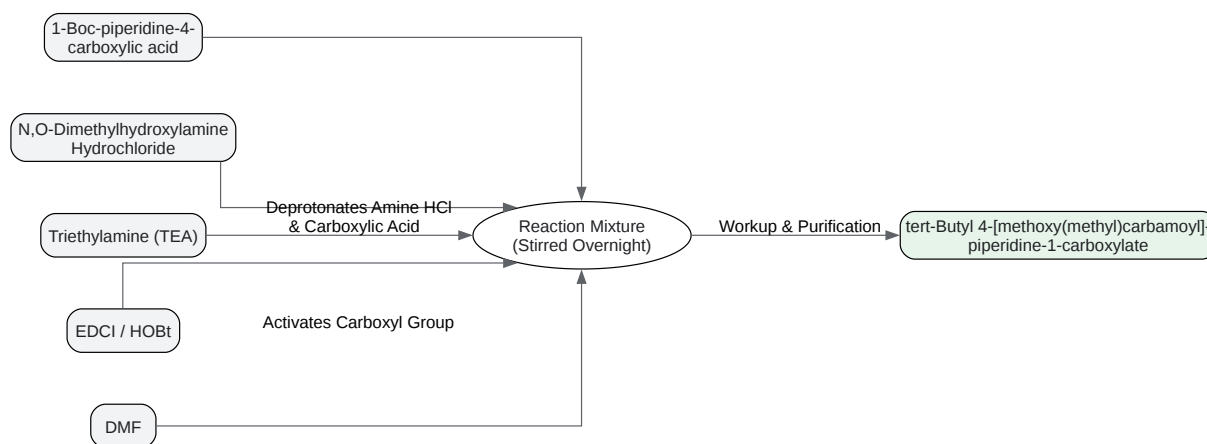 1-Boc-piperidine-4-
carboxylic acid
N,O-Dimethylhydroxylamine
Hydrochloride
Deprotonates Amine HCl
& Carboxylic Acid
Triethylamine (TEA)
Reaction Mixture
(Stirred Overnight)
Workup & Purification
tert-Butyl 4-[methoxy(methyl)carbamoyl]-
piperidine-1-carboxylate
EDCI / HOBt
Activates Carboxyl Group
DMF